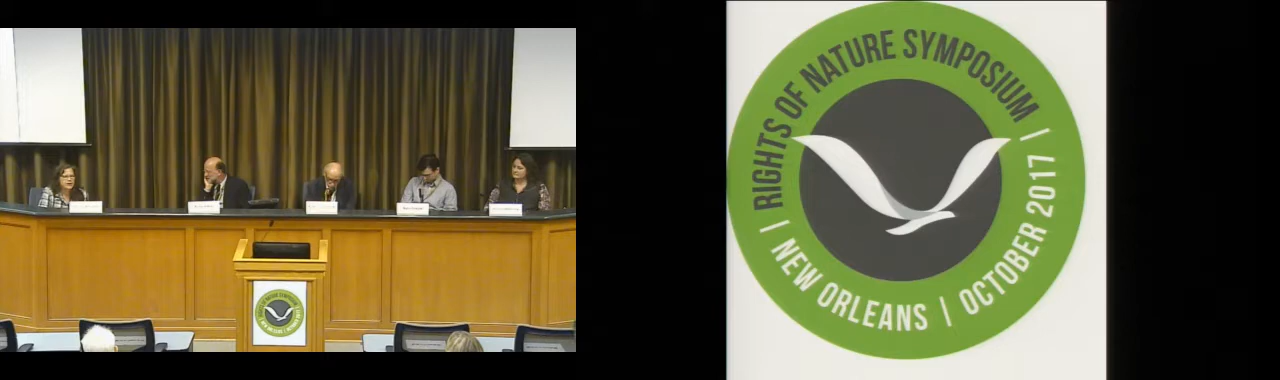 RIGHTS OF NATURE SYMPOSIUM
| NEW ORLEANS | OCTOBER 2017 |